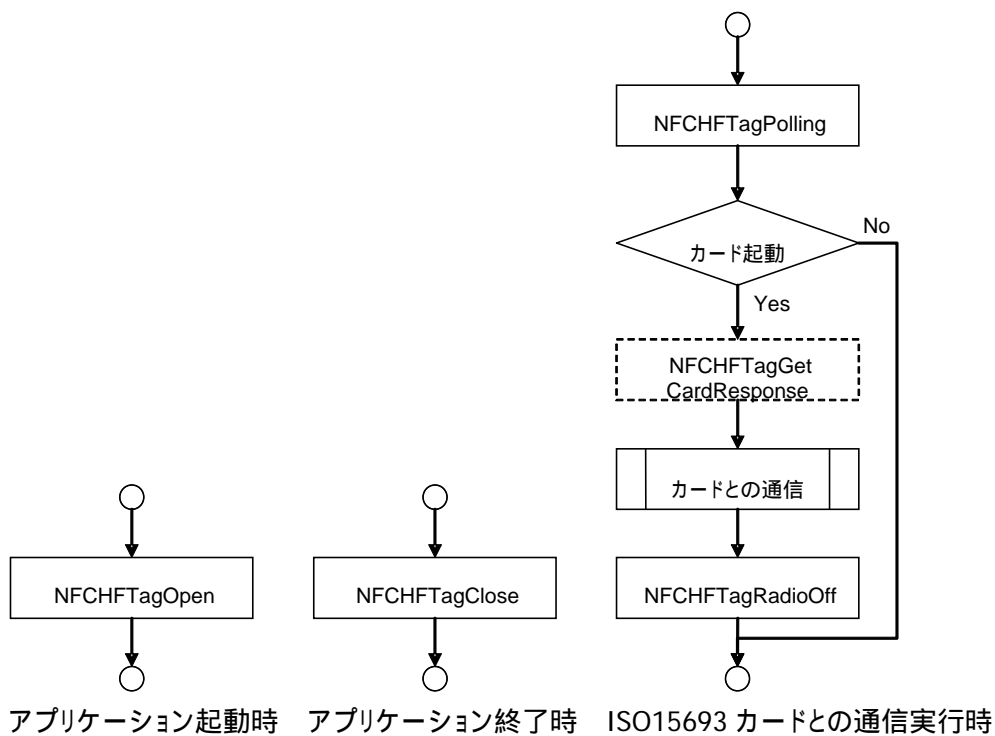 NFCHFTagPolling
カード起動
No
Yes
NFCHFTagGet
CardResponse
カードとの通信
NFCHFTagOpen
NFCHFTagClose
NFCHFTagRadioOff
アプリケーション起動時
アプリケーション終了時
ISO15693 カードとの通信実行時